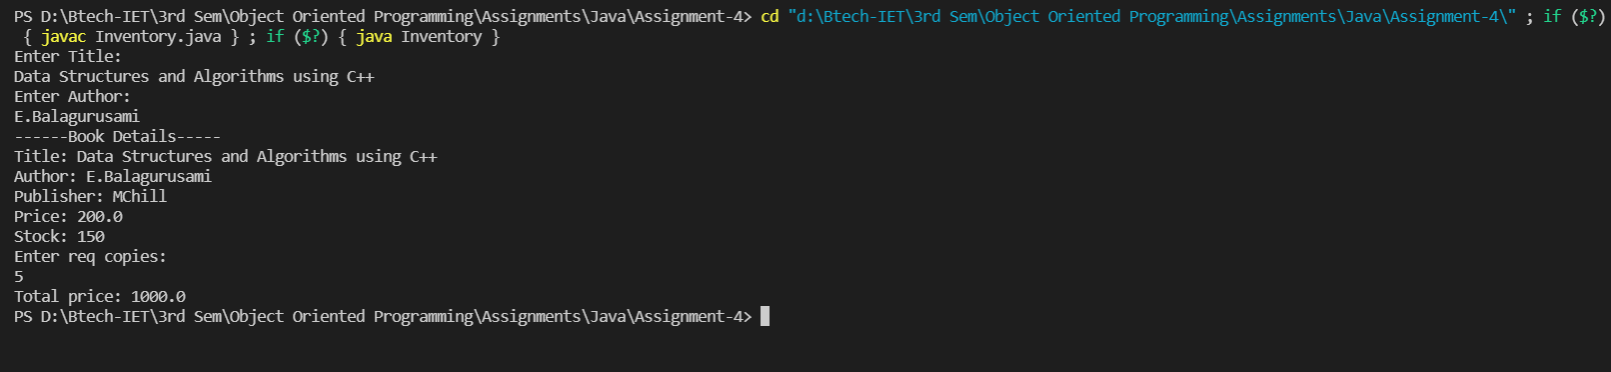 PS D:\Btech-IET\3rd Sem\Object Oriented Programming\Assignments\Java\Assignment-4> cd "d:\Btech-IET\3rd Sem\Object Oriented Programming\Assignments\Java\Assignment-4\" ; if ($?)
{ javac Inventory.java } ; if ($?) { java Inventory }
Enter Title:
Data Structures and Algorithms using C++
Enter Author:
E.Balagurusami
------Book Details-----
Title: Data Structures and Algorithms using C++
Author: E.Balagurusami
Publisher: MChill
Price: 200.0
Stock: 150
Enter req copies:
5
Total price: 1000.0
PS D:\Btech-IET\3rd Sem\Object Oriented Programming\Assignments\Java\Assignment-4>